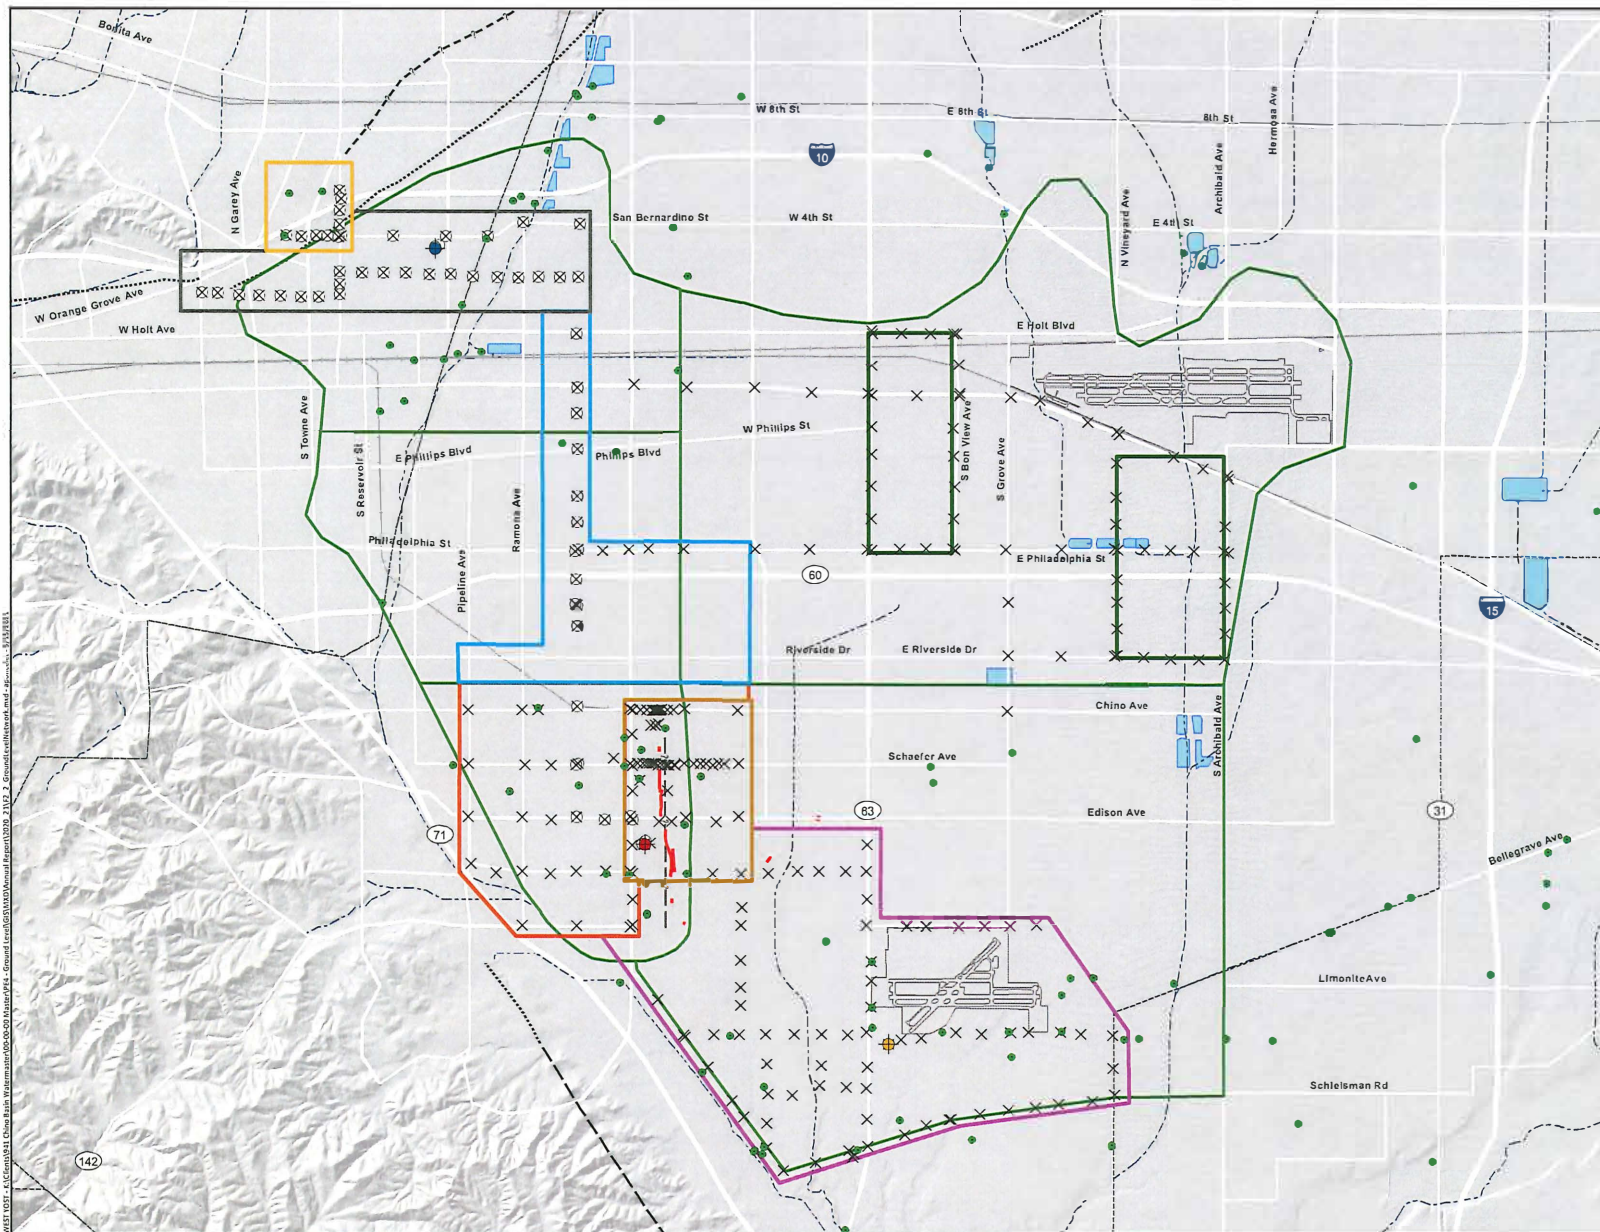 Bonita Ave
W 8th St
E 8th St
8th St
Hermosa Ave
10
N Garey Ave
Archibald Ave
N Vineyard Ave
San Bernardino St
W 4th St
E 4th St
W Orange Grove Ave
W Holt Ave
E Holt Blvd
S Towne Ave
W Phillips St
S Bon View Ave
S Grove Ave
E Phillips Blvd
Phillips Blvd
S Reservoir St
Ramona Ave
Philadelphia St
Pipeline Ave
E Philadelphia St
60
15
Riverside Dr
E Riverside Dr
Chino Ave
S Archibald Ave
Schaefer Ave
71
83
Edison Ave
31
Bellegrave Ave
Limonite Ave
Schleisman Rd
142